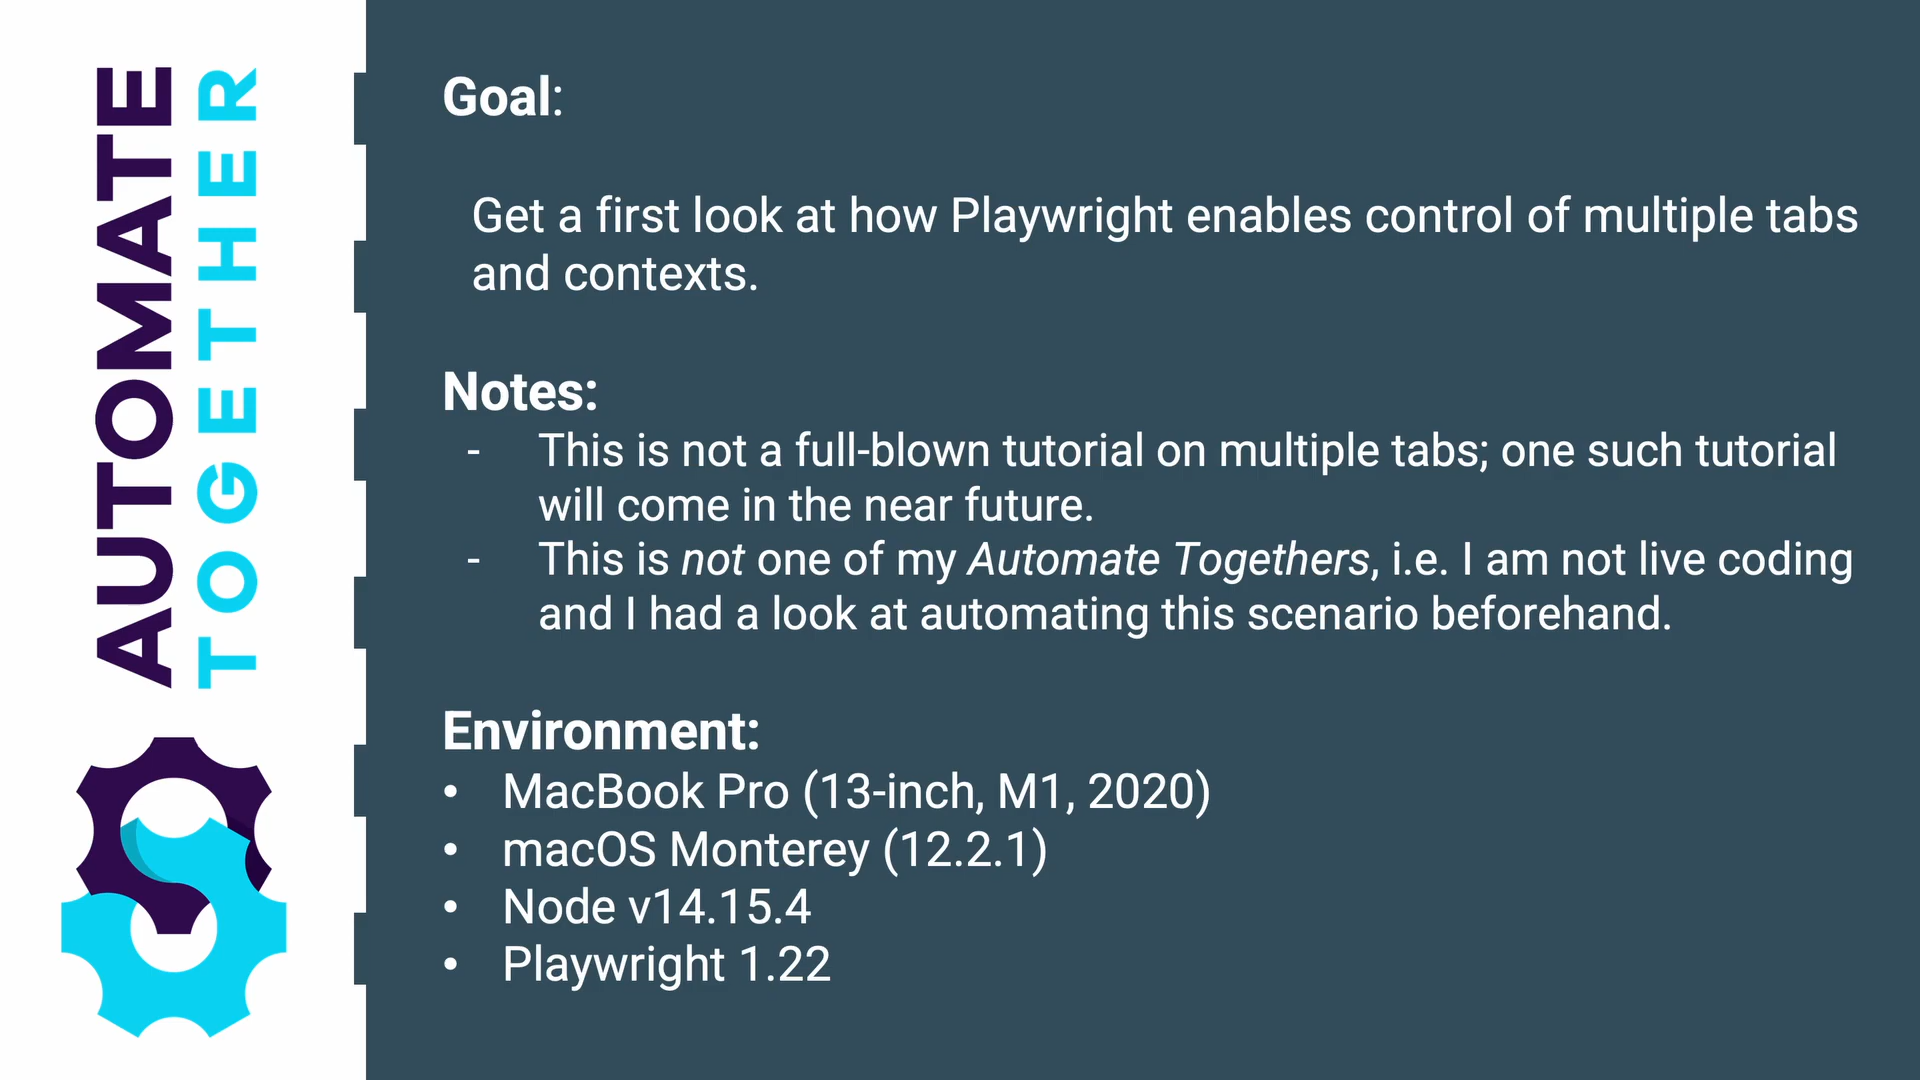 AUTOMATE
TOGETHER
Goal:
Get a first look at how Playwright enables control of multiple tabs
and contexts.
Notes:
- This is not a full-blown tutorial on multiple tabs; one such tutorial
will come in the near future.
- This is not one of my Automate Togethers, i.e. I am not live coding
and I had a look at automating this scenario beforehand.
Environment:
• MacBook Pro (13-inch, M1, 2020)
• macOS Monterey (12.2.1)
• Node v14.15.4
• Playwright 1.22